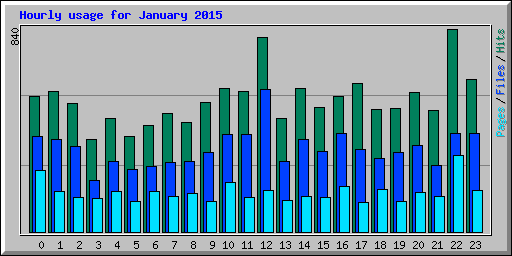 Hourly usage for January 2015
840
Pages/Files/Hits
0 1 2 3 4 5 6 7 8 9 10 11 12 13 14 15 16 17 18 19 20 21 22 23